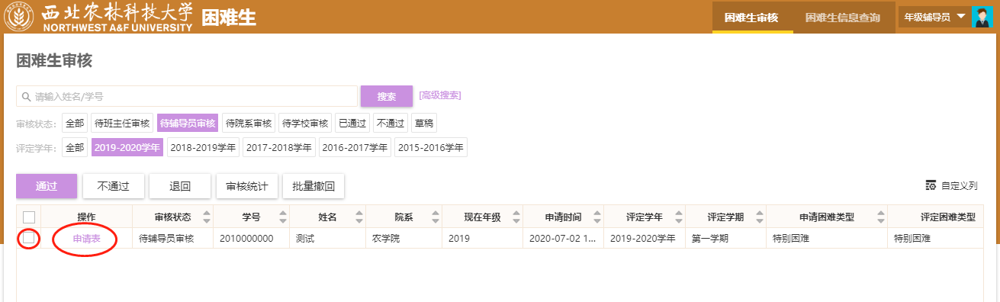 西北农林科技大学 困难生 困难生审核 困难生信息查询 年级辅导员
NORTHWEST A&F UNIVERSITY
困难生审核
请输入姓名/学号 搜索 [高级搜索]
审核状态: 全部 待班主任审核 待辅导员审核 待院系审核 待学校审核 已通过 不通过 草稿
评定学年: 全部 2019-2020学年 2018-2019学年 2017-2018学年 2016-2017学年 2015-2016学年
通过 不通过 退回 审核统计 批量撤回 自定义列
操作 审核状态 学号 姓名 院系 现在年级 申请时间 评定学年 评定学期 申请困难类型 评定困难类型
申请表 待辅导员审核 2010000000 测试 农学院 2019 2020-07-02 1... 2019-2020学年 第一学期 特别困难 特别困难